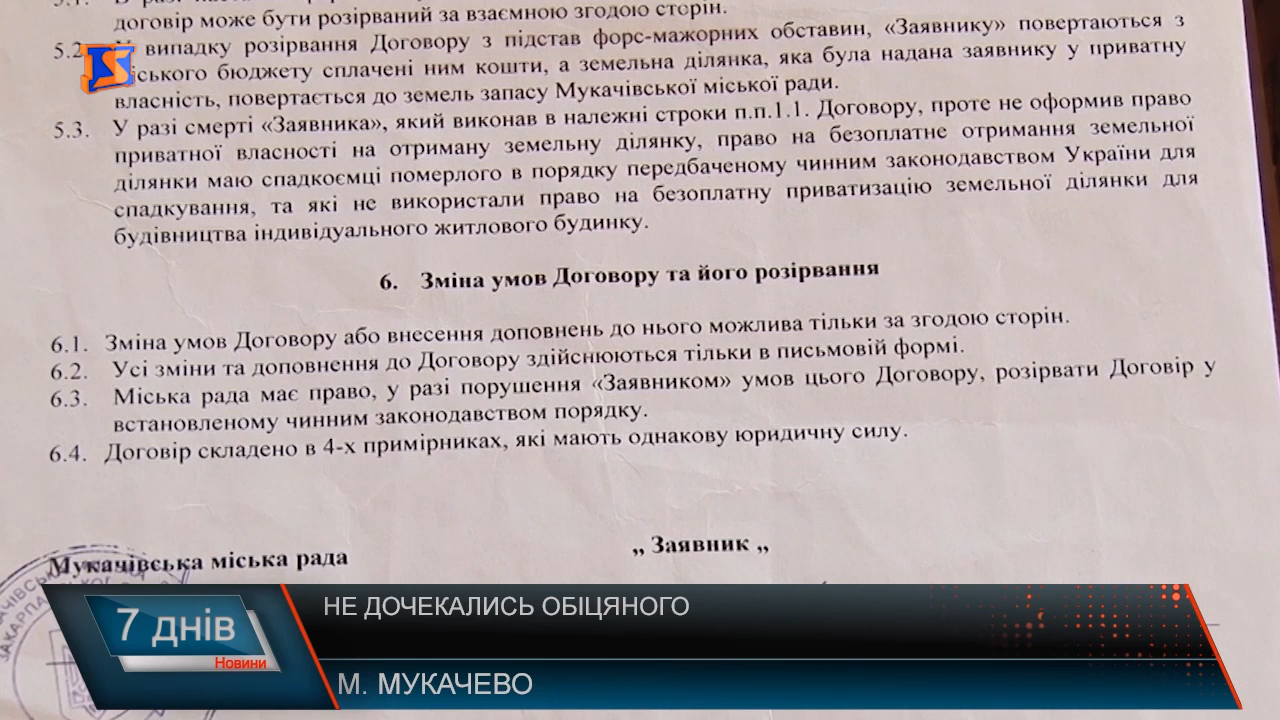 договір може бути розірваний за взаємною згодою сторін.
5.2. У випадку розірвання Договору з підстав форс-мажорних обставин, «Заявнику» повертаються з
міського бюджету сплачені ним кошти, а земельна ділянка, яка була надана заявнику у приватну
власність, повертається до земель запасу Мукачівської міської ради.
5.3. У разі смерті «Заявника», який виконав в належні строки п.п.1.1. Договору, проте не оформив право
приватної власності на отриману земельну ділянку, право на безоплатне отримання земельної
ділянки маю спадкоємці померлого в порядку передбаченому чинним законодавством України для
спадкування, та які не використали право на безоплатну приватизацію земельної ділянки для
будівництва індивідуального житлового будинку.
6. Зміна умов Договору та його розірвання
6.1. Зміна умов Договору або внесення доповнень до нього можлива тільки за згодою сторін.
6.2. Усі зміни та доповнення до Договору здійснюються тільки в письмовій формі.
6.3. Міська рада має право, у разі порушення «Заявником» умов цього Договору, розірвати Договір у
встановленому чинним законодавством порядку.
6.4. Договір складено в 4-х примірниках, які мають однакову юридичну силу.
Мукачівська міська рада
„ Заявник „
7 днів
Новини
НЕ ДОЧЕКАЛИСЬ ОБІЦЯНОГО
М. МУКАЧЕВО